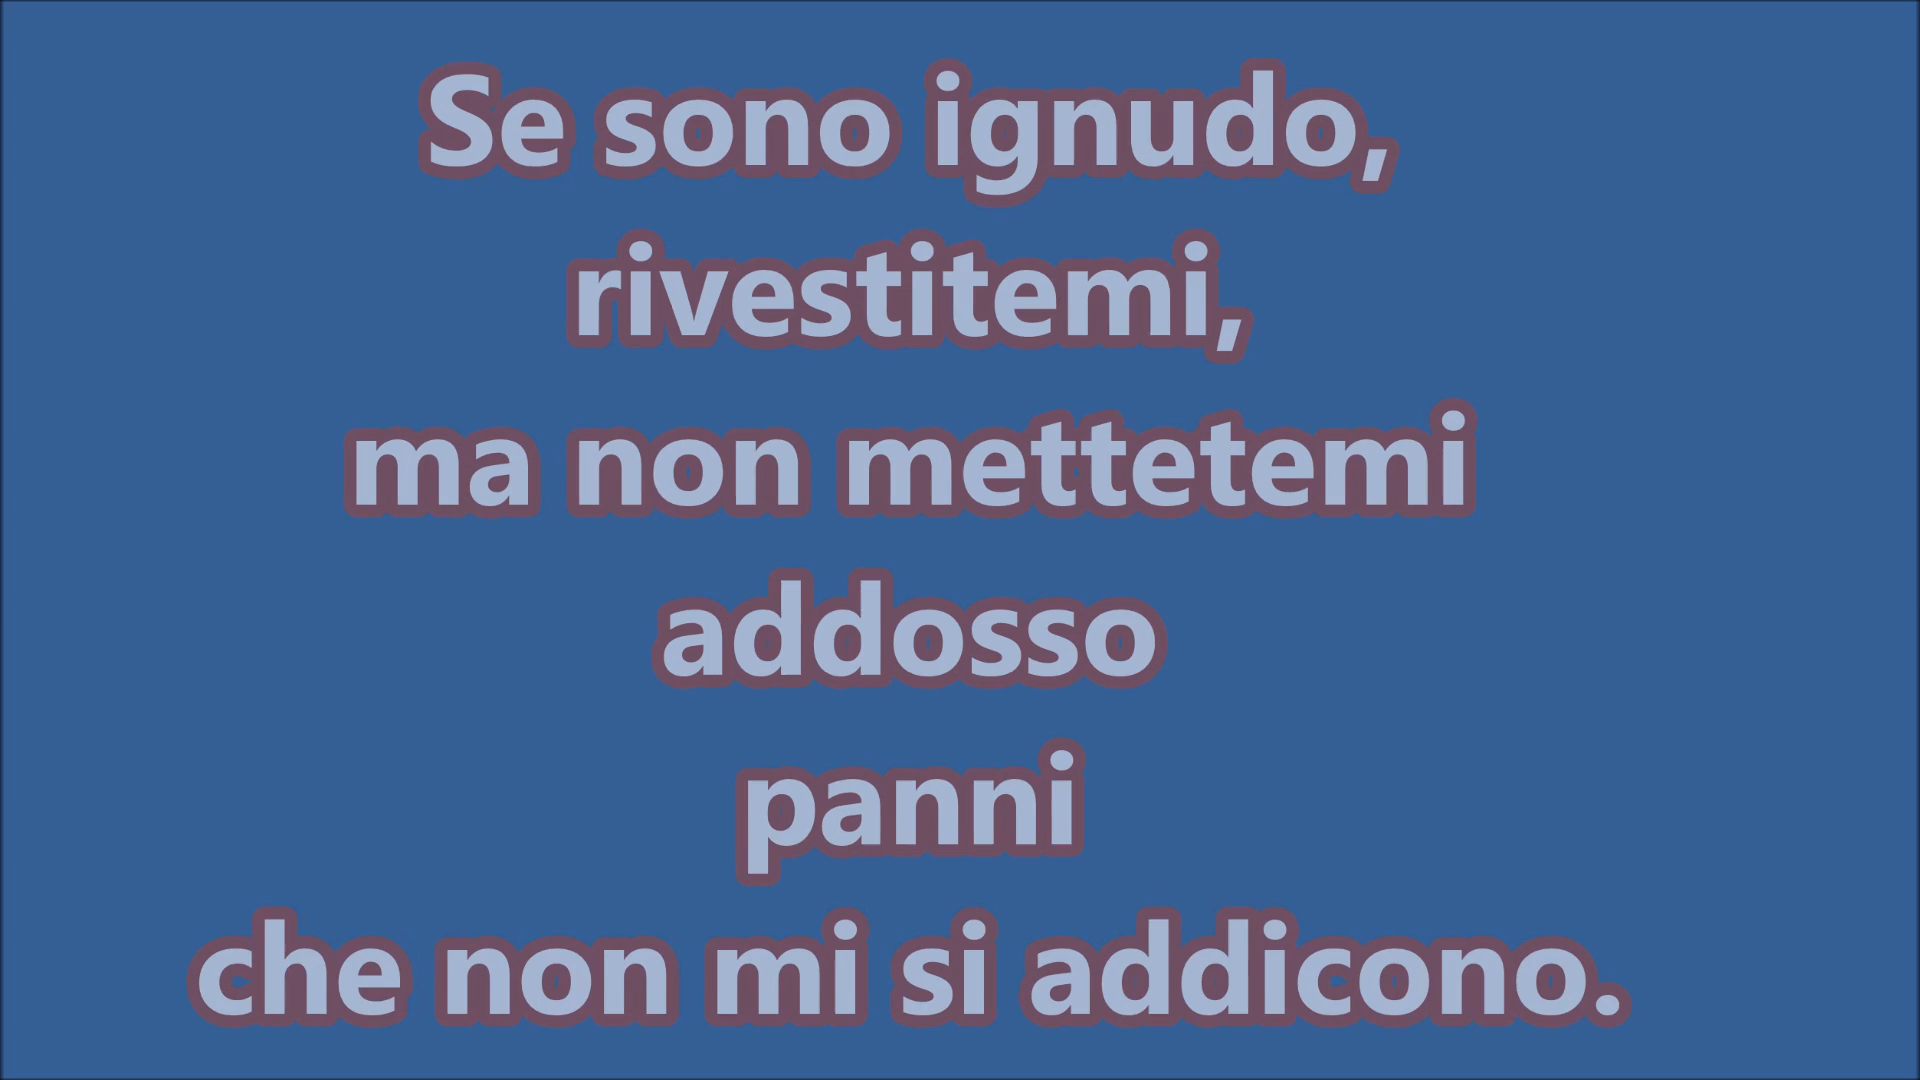 Se sono ignudo,
rivestitemi,
ma non mettetemi
addosso
panni
che non mi si addicono.